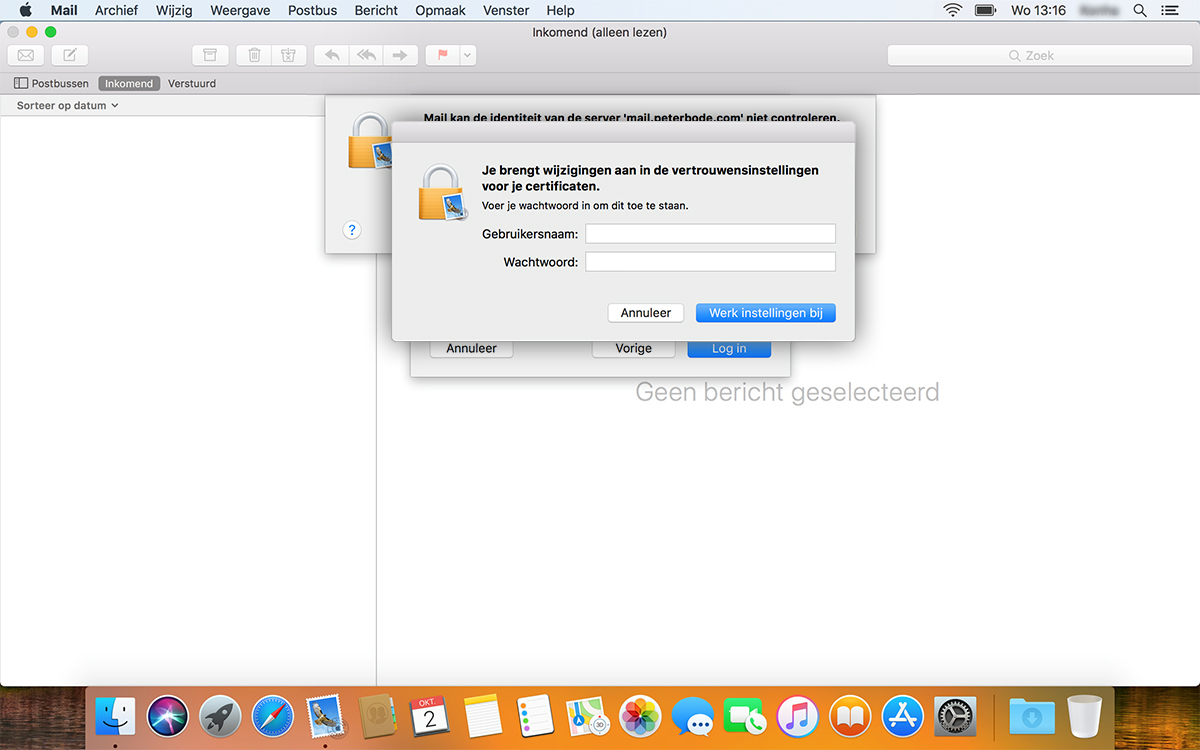 Mail Archief Wijzig Weergave Postbus Bericht Opmaak Venster Help Wo 13:16
Inkomend (alleen lezen)
Zoek
Postbussen Inkomend Verstuurd
Sorteer op datum
Mail kan de identiteit van de server 'mail.peterbode.com' niet controleren.
Je brengt wijzigingen aan in de vertrouwensinstellingen
voor je certificaten.
Voer je wachtwoord in om dit toe te staan.
?
Gebruikersnaam:
Wachtwoord:
Annuleer Werk instellingen bij
Annuleer Vorige Log in
Geen bericht geselecteerd
OKT.
2